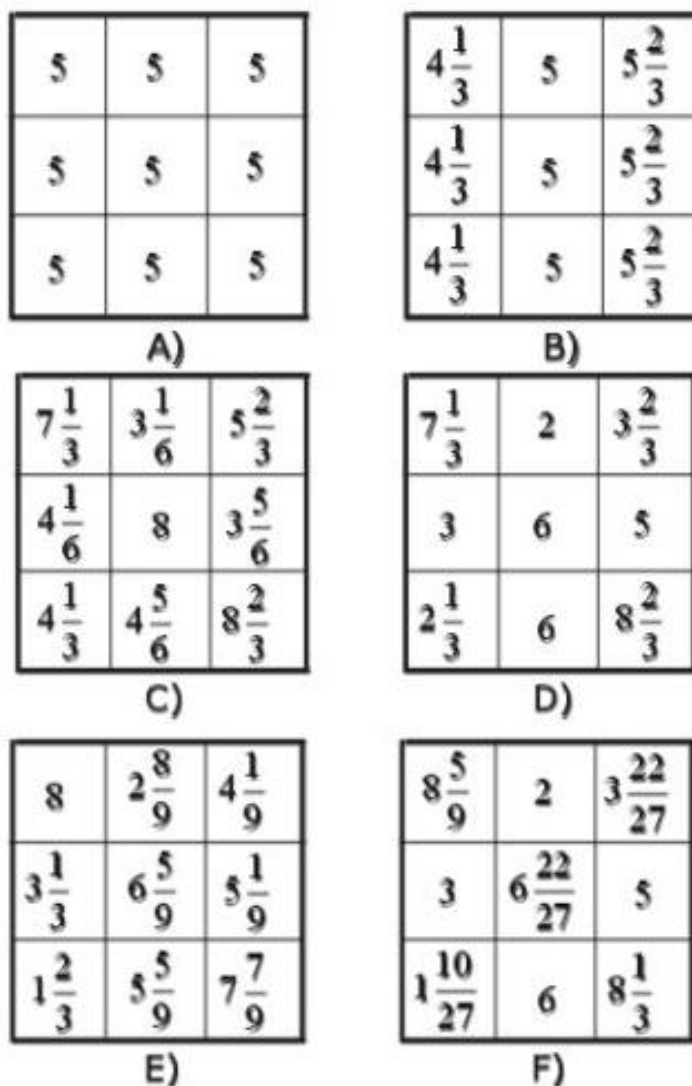 5 5 5
5 5 5
5 5 5
A)
4 1/3 5 5 2/3
4 1/3 5 5 2/3
4 1/3 5 5 2/3
B)
7 1/3 3 1/6 5 2/3
4 1/6 8 3 5/6
4 1/3 4 5/6 8 2/3
C)
7 1/3 2 3 2/3
3 6 5
2 1/3 6 8 2/3
D)
8 2 8/9 4 1/9
3 1/3 6 5/9 5 1/9
1 2/3 5 5/9 7 7/9
E)
8 5/9 2 3 22/27
3 6 22/27 5
1 10/27 6 8 1/3
F)